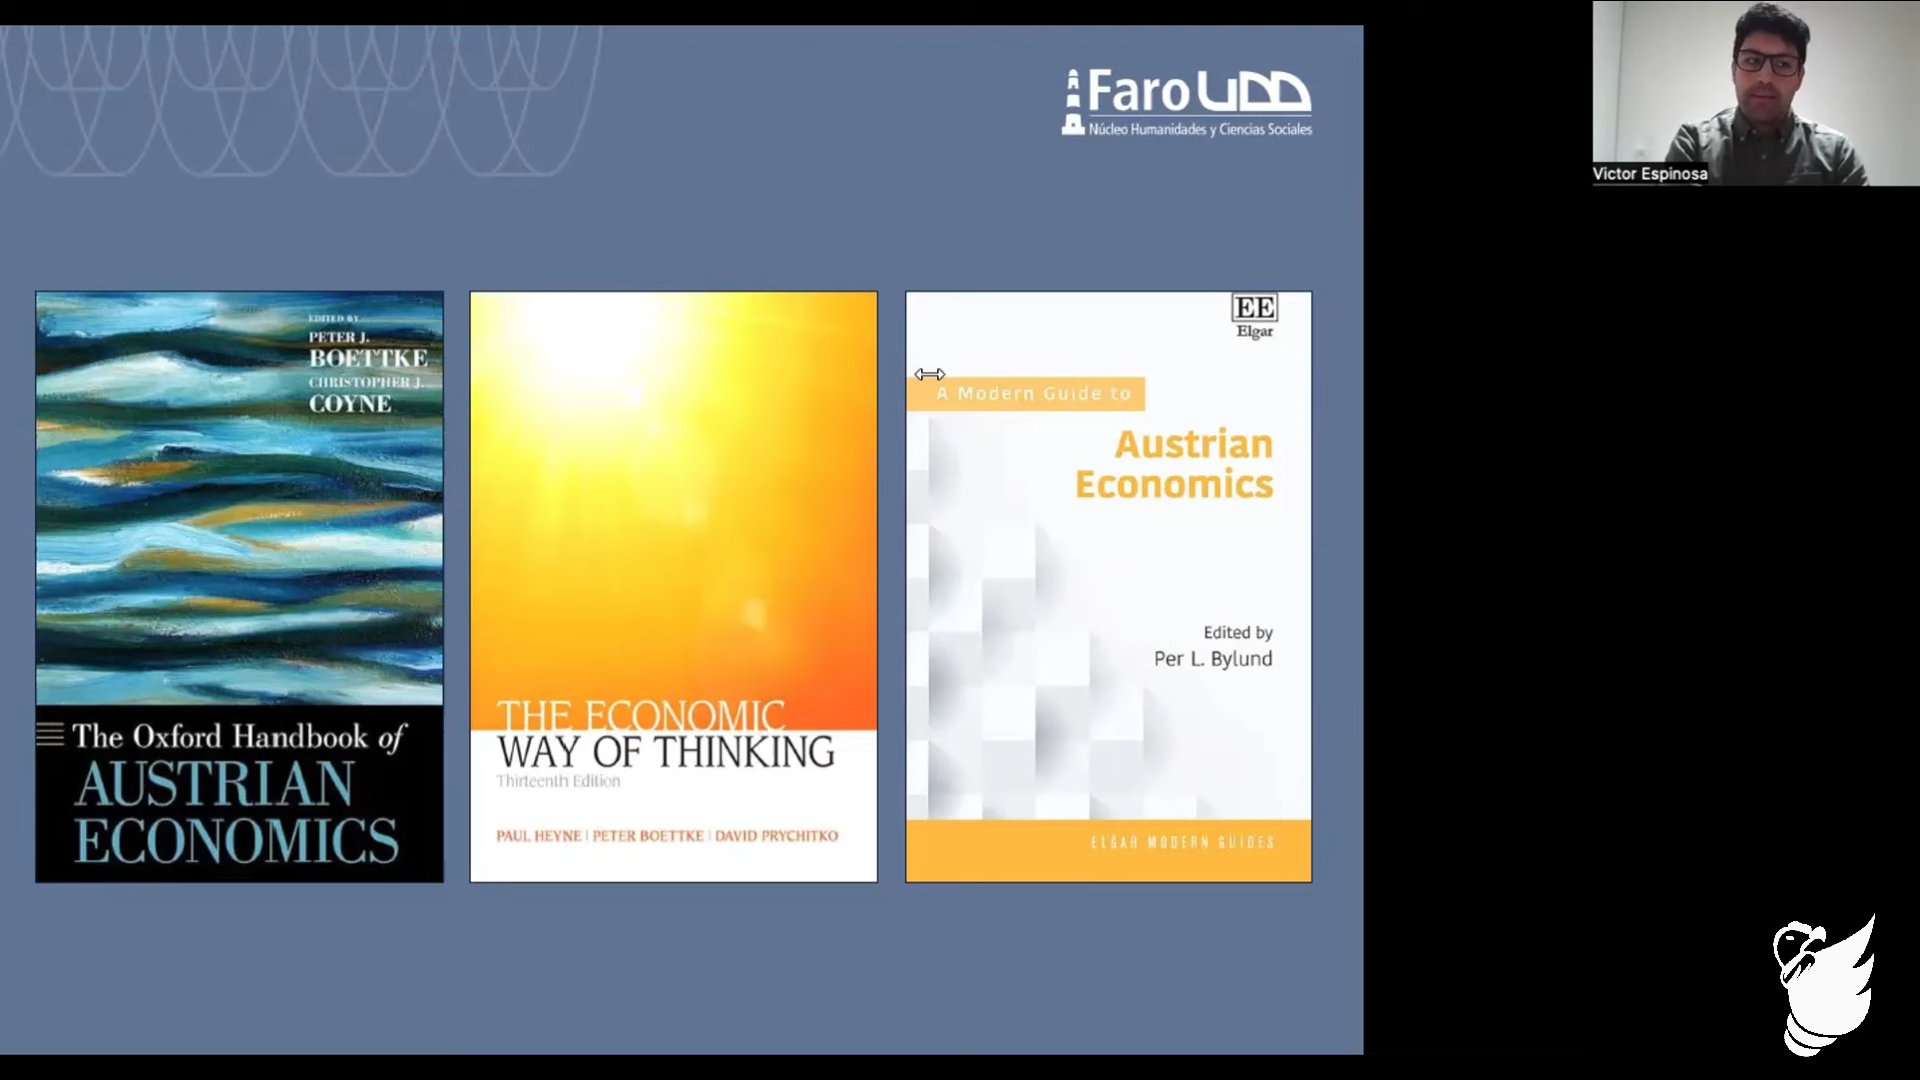 Faro UDD
Núcleo Humanidades y Ciencias Sociales
Victor Espinosa
EDITED BY
PETER J.
BOETTKE
CHRISTOPHER J.
COYNE
The Oxford Handbook of
AUSTRIAN
ECONOMICS
THE ECONOMIC
WAY OF THINKING
Thirteenth Edition
PAUL HEYNE | PETER BOETTKE | DAVID PRYCHITKO
EE
Elgar
A Modern Guide to
Austrian
Economics
Edited by
Per L. Bylund
ELGAR MODERN GUIDES